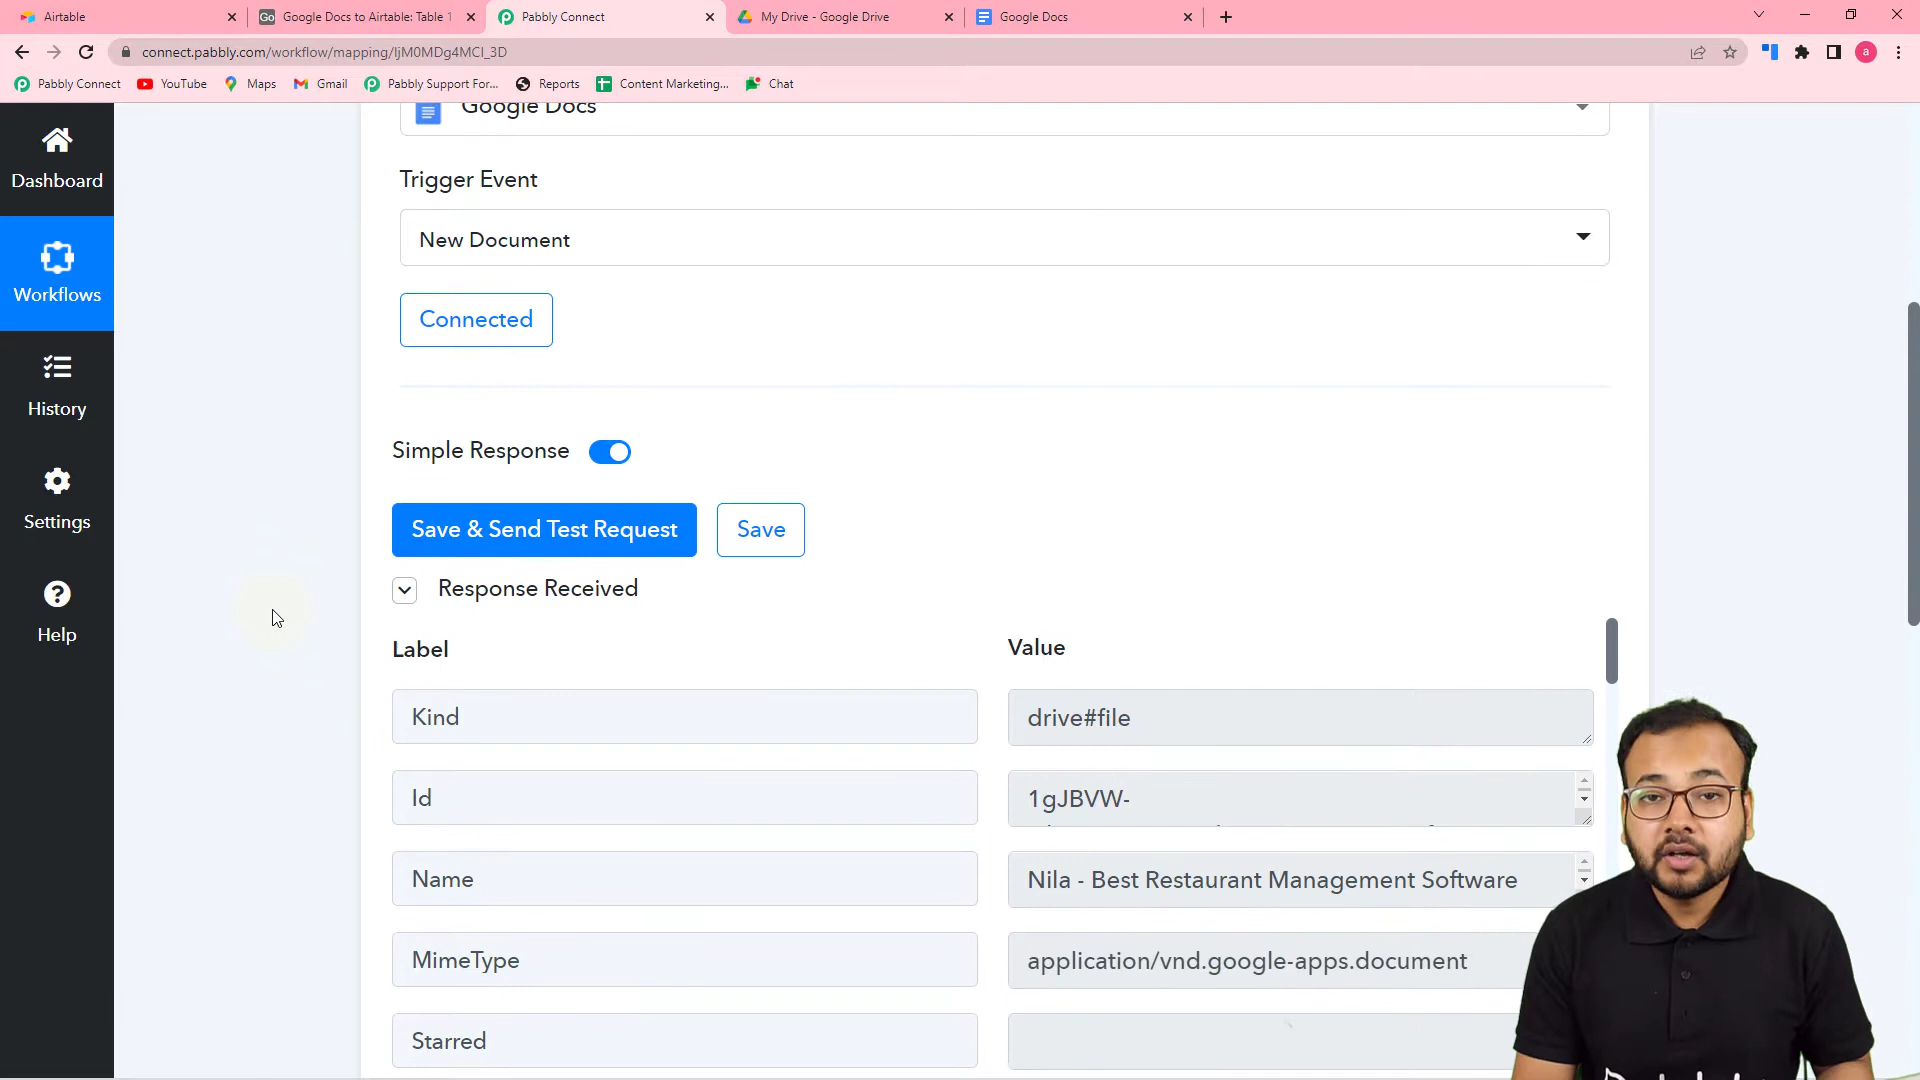 Airtable
Google Docs to Airtable: Table 1
Pabbly Connect
My Drive - Google Drive
Google Docs
connect.pabbly.com/workflow/mapping/IjM0MDg4MCI_3D
a
Pabbly Connect
YouTube
Maps
Gmail
Pabbly Support For...
Reports
Content Marketing...
Chat
Google Docs
Dashboard
Trigger Event
New Document
Workflows
Connected
History
Simple Response
Settings
Save & Send Test Request
Save
Response Received
Help
Label
Value
Kind
drive#file
Id
1gJBVW-
Name
Nila - Best Restaurant Management Software
MimeType
application/vnd.google-apps.document
Starred